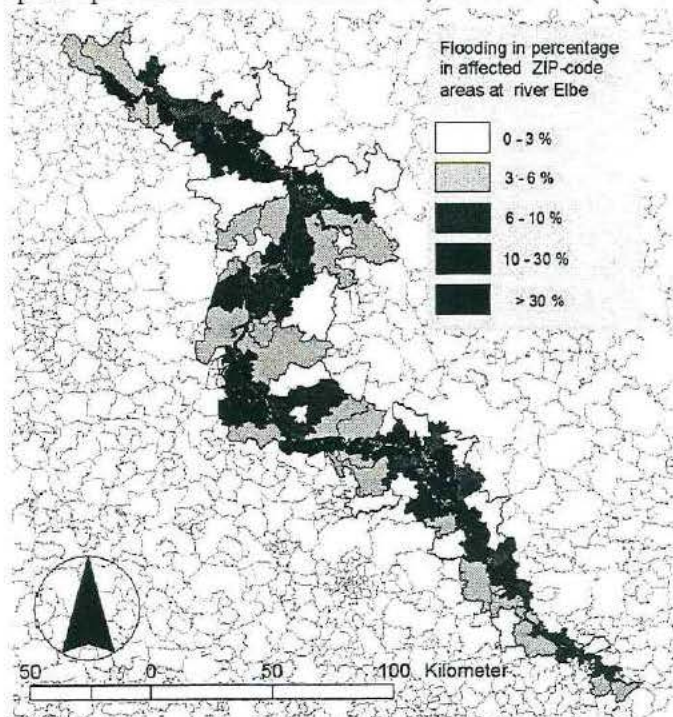 Flooding in percentage
in affected ZIP-code
areas at river Elbe
0 - 3 %
3 - 6 %
6 - 10 %
10 - 30 %
> 30 %
50 0 50 100 Kilometer